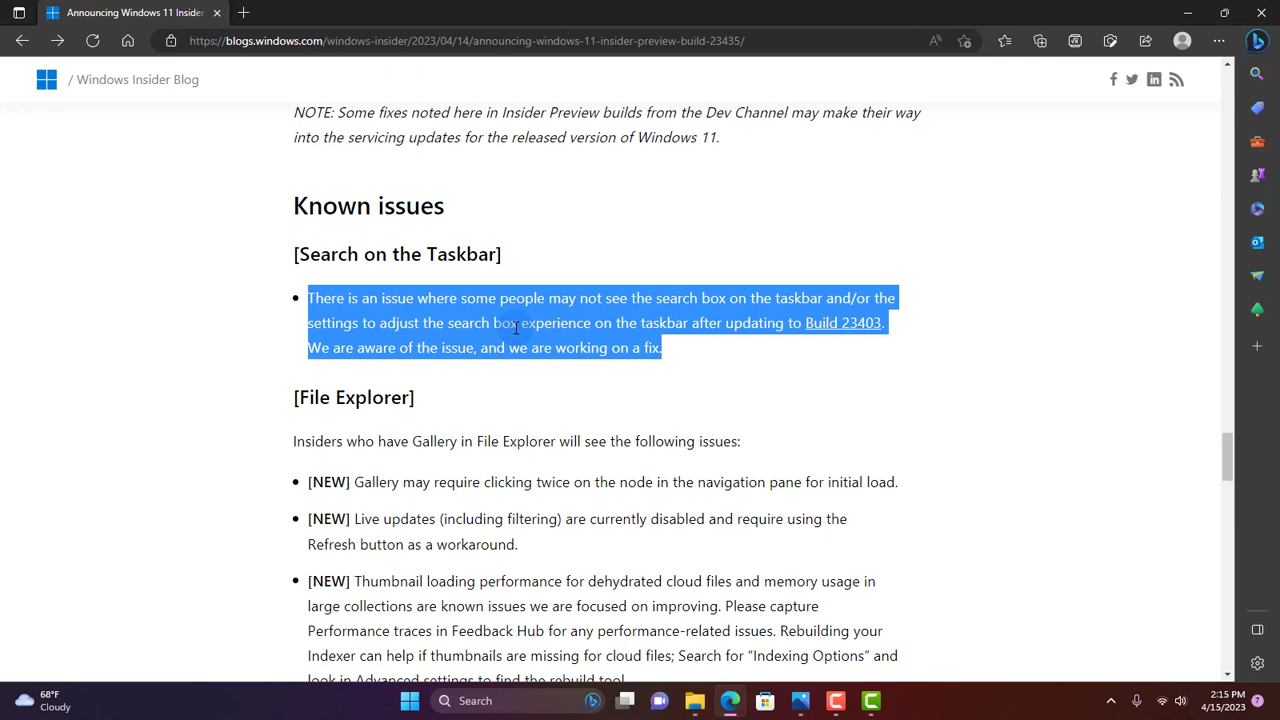 Announcing Windows 11 Insider
https://blogs.windows.com/windows-insider/2023/04/14/announcing-windows-11-insider-preview-build-23435/
/ Windows Insider Blog
NOTE: Some fixes noted here in Insider Preview builds from the Dev Channel may make their way
into the servicing updates for the released version of Windows 11.
Known issues
[Search on the Taskbar]
• There is an issue where some people may not see the search box on the taskbar and/or the
settings to adjust the search box experience on the taskbar after updating to Build 23403.
We are aware of the issue, and we are working on a fix.
[File Explorer]
Insiders who have Gallery in File Explorer will see the following issues:
• [NEW] Gallery may require clicking twice on the node in the navigation pane for initial load.
• [NEW] Live updates (including filtering) are currently disabled and require using the
Refresh button as a workaround.
• [NEW] Thumbnail loading performance for dehydrated cloud files and memory usage in
large collections are known issues we are focused on improving. Please capture
Performance traces in Feedback Hub for any performance-related issues. Rebuilding your
Indexer can help if thumbnails are missing for cloud files; Search for “Indexing Options” and
look in Advanced settings to find the rebuild tool.
68°F
Cloudy
Search
2:15 PM
4/15/2023
7